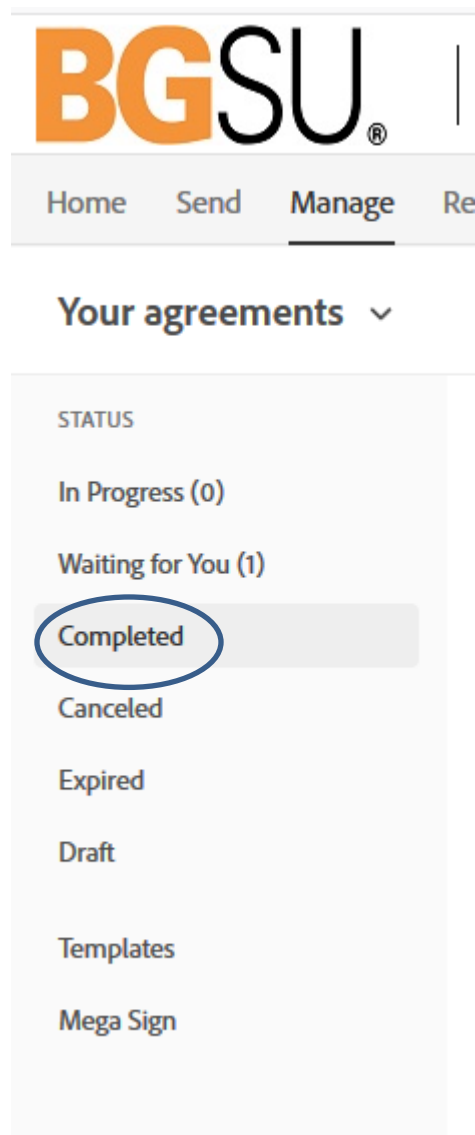 BGSU®
Home Send Manage Re
Your agreements
STATUS
In Progress (0)
Waiting for You (1)
Completed
Canceled
Expired
Draft
Templates
Mega Sign